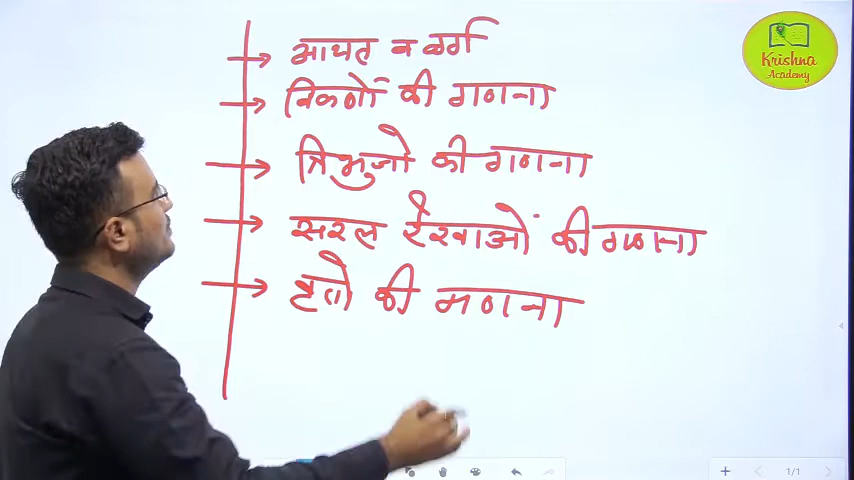 आयत व वर्ग
विकर्णों की गणना
त्रिभुजो की गणना
सरल रेखाओं की गणना
वृतो की गणना
Krishna
Academy
1/1